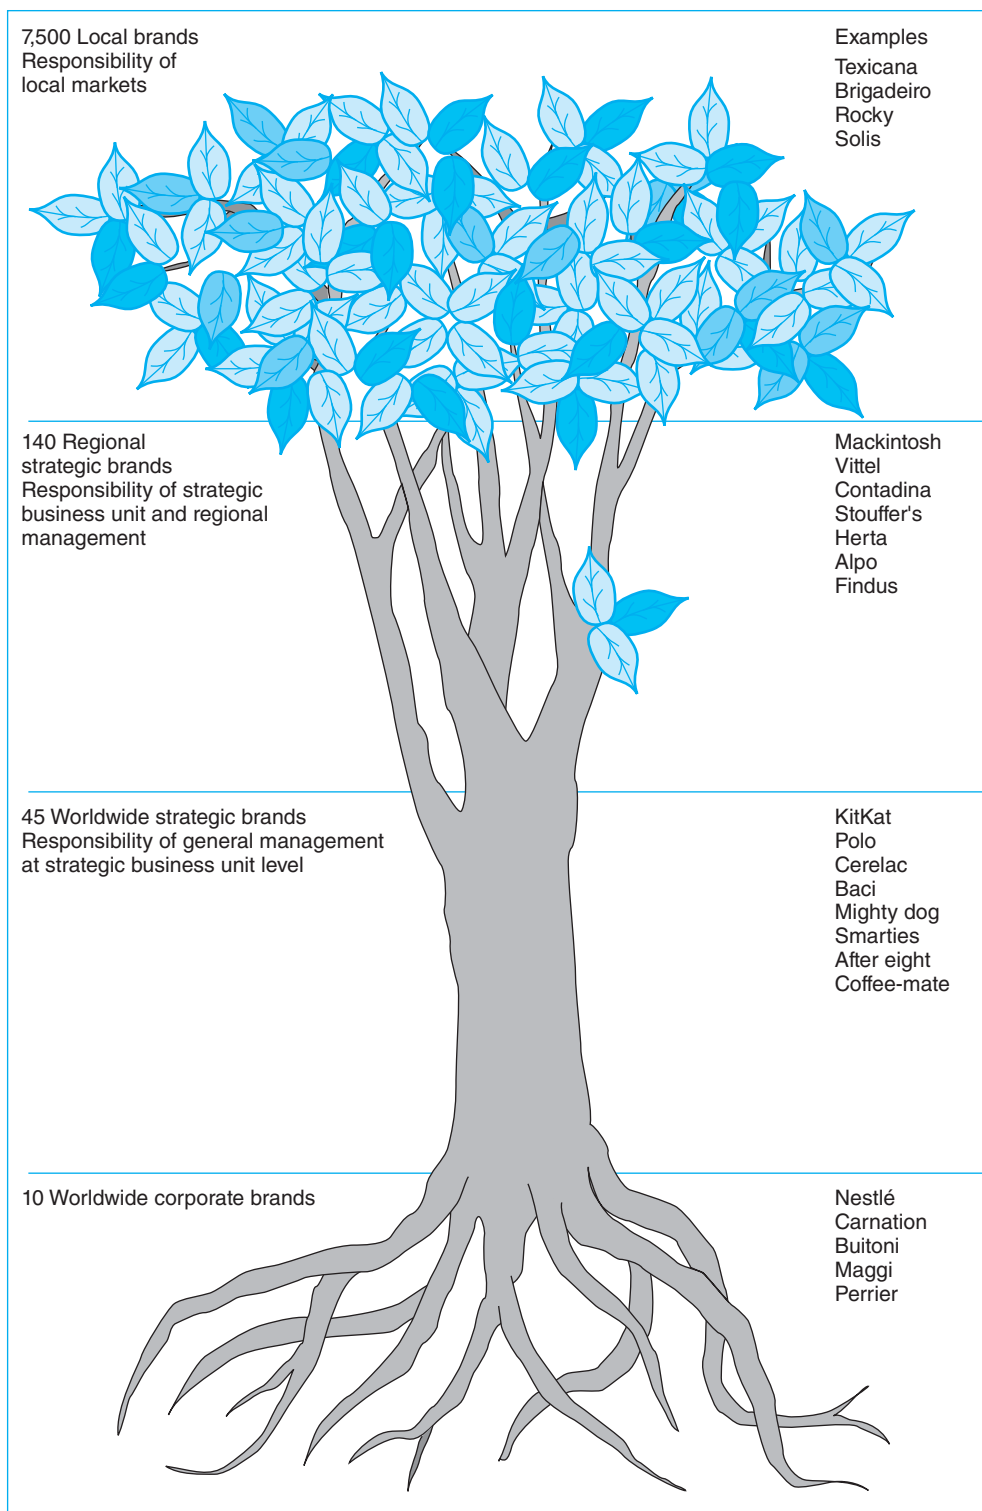 7,500 Local brands
Responsibility of
local markets
Examples
Texicana
Brigadeiro
Rocky
Solis
140 Regional
strategic brands
Responsibility of strategic
business unit and regional
management
Mackintosh
Vittel
Contadina
Stouffer's
Herta
Alpo
Findus
45 Worldwide strategic brands
Responsibility of general management
at strategic business unit level
KitKat
Polo
Cerelac
Baci
Mighty dog
Smarties
After eight
Coffee-mate
10 Worldwide corporate brands
Nestlé
Carnation
Buitoni
Maggi
Perrier